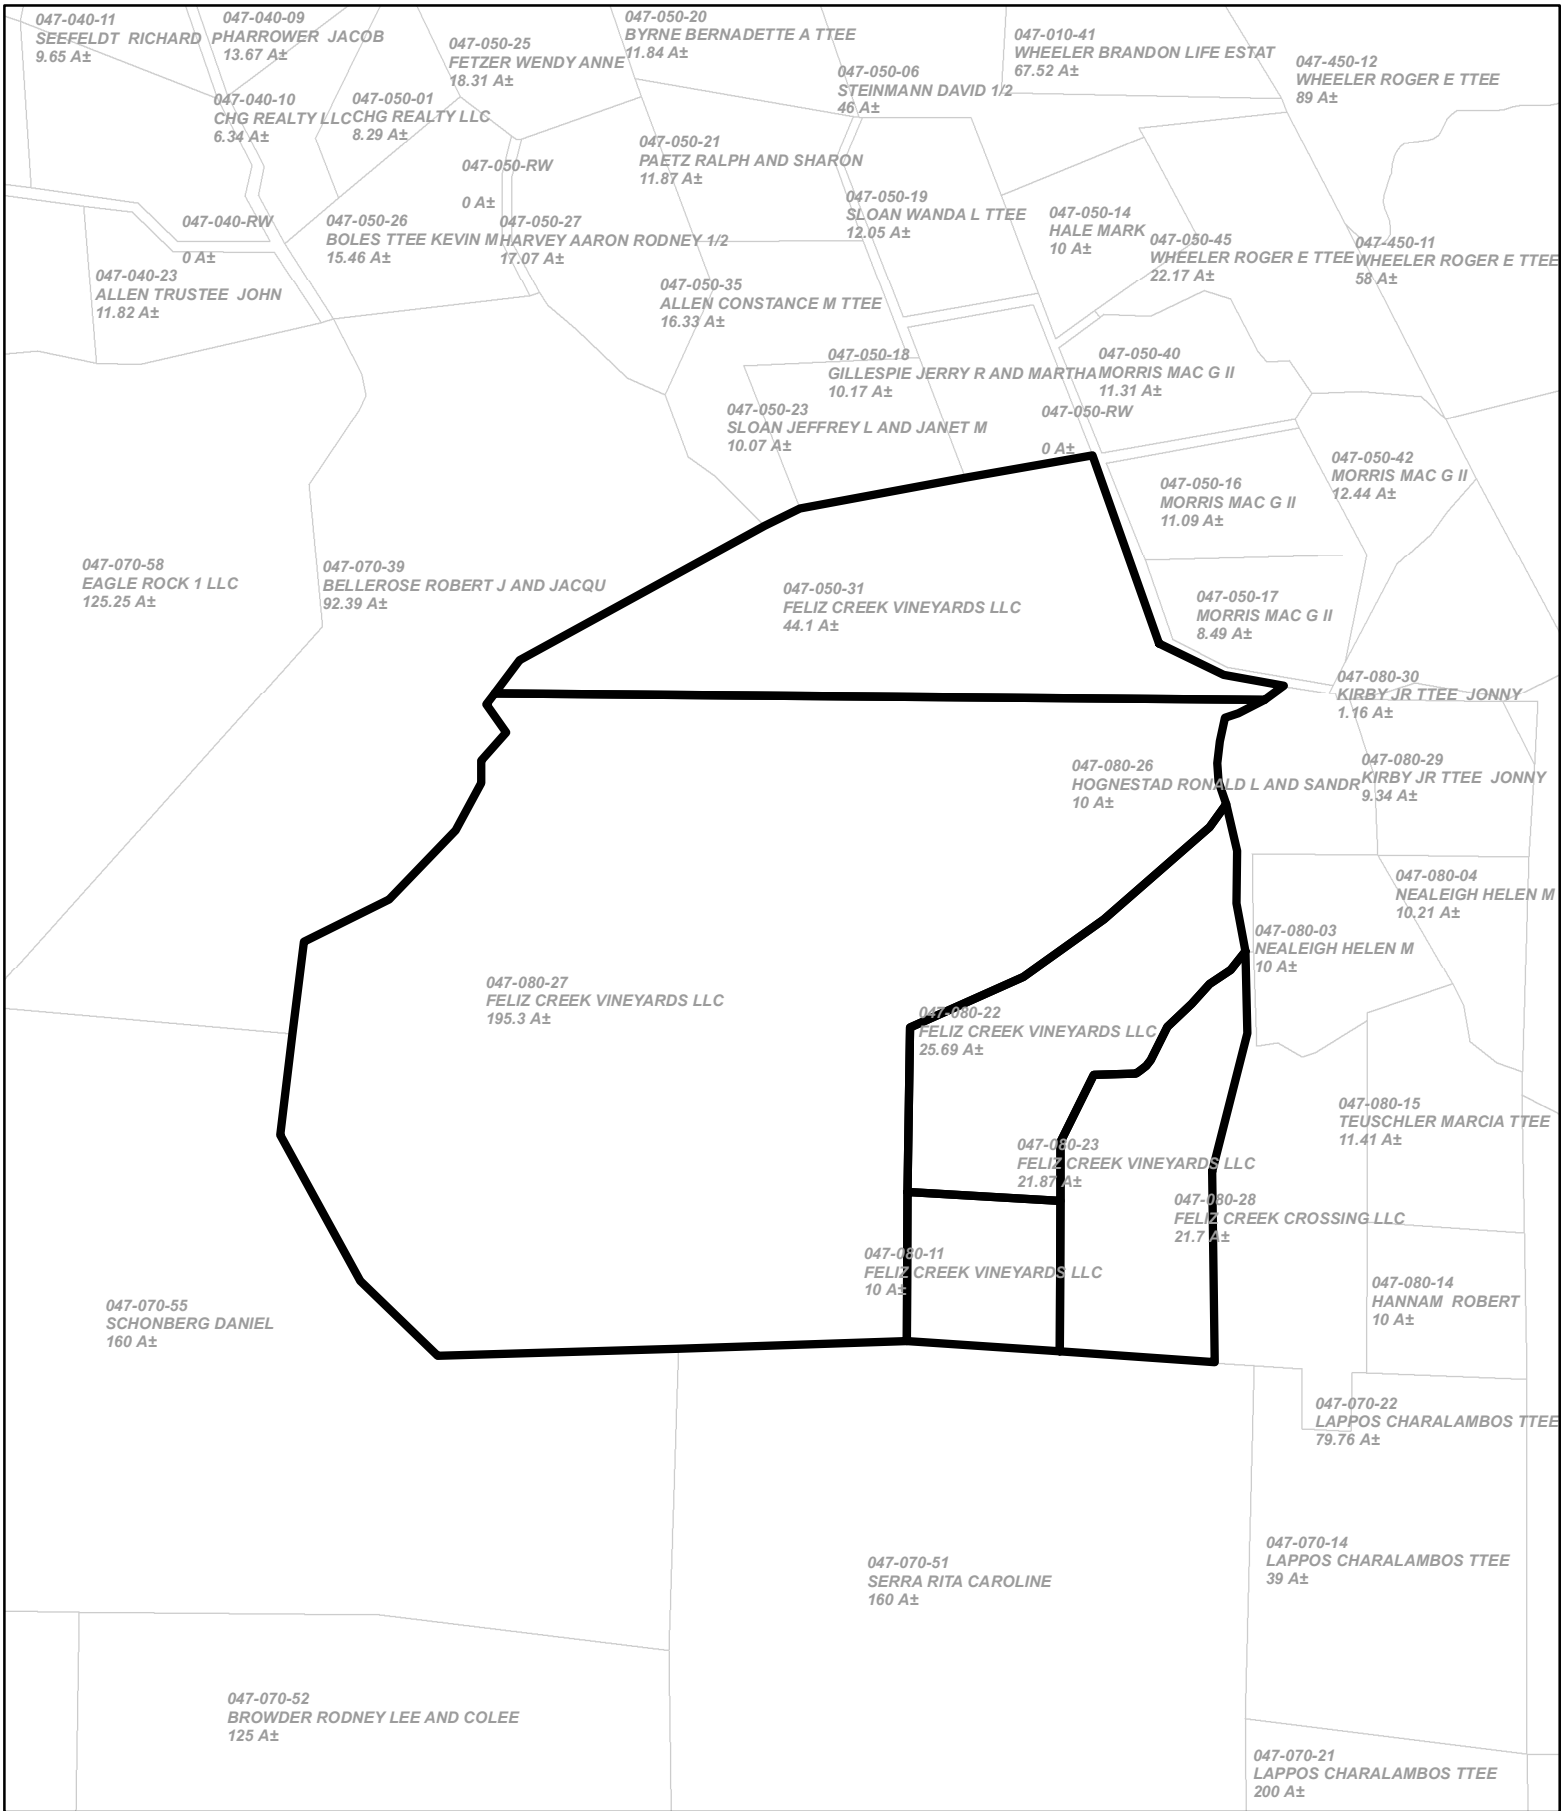 047-040-11
SEEFELDT  RICHARD  P
9.65 A±
047-040-09
HARROWER  JACOB
13.67 A±
047-050-25
FETZER WENDY ANNE
18.31 A±
047-050-20
BYRNE BERNADETTE A TTEE
11.84 A±
047-050-06
STEINMANN DAVID 1/2
46 A±
047-010-41
WHEELER BRANDON LIFE ESTAT
67.52 A±
047-450-12
WHEELER ROGER E TTEE
89 A±
047-040-10
CHG REALTY LLC
6.34 A±
047-050-01
CHG REALTY LLC
8.29 A±
047-050-RW
0 A±
047-050-21
PAETZ RALPH AND SHARON
11.87 A±
047-050-19
SLOAN WANDA L TTEE
12.05 A±
047-050-14
HALE MARK
10 A±
047-050-45
WHEELER ROGER E TTEE
22.17 A±
047-450-11
WHEELER ROGER E TTEE
58 A±
047-040-RW
0 A±
047-050-26
BOLES TTEE KEVIN M
15.46 A±
047-050-27
HARVEY AARON RODNEY 1/2
17.07 A±
047-040-23
ALLEN TRUSTEE  JOHN
11.82 A±
047-050-35
ALLEN CONSTANCE M TTEE
16.33 A±
047-050-18
GILLESPIE JERRY R AND MARTHA
10.17 A±
047-050-40
MORRIS MAC G II
11.31 A±
047-050-23
SLOAN JEFFREY L AND JANET M
10.07 A±
047-050-RW
0 A±
047-050-42
MORRIS MAC G II
12.44 A±
047-050-16
MORRIS MAC G II
11.09 A±
047-070-58
EAGLE ROCK 1 LLC
125.25 A±
047-070-39
BELLEROSE ROBERT J AND JACQU
92.39 A±
047-050-31
FELIZ CREEK VINEYARDS LLC
44.1 A±
047-050-17
MORRIS MAC G II
8.49 A±
047-080-30
KIRBY JR TTEE  JONNY
1.16 A±
047-080-26
HOGNESTAD RONALD L AND SANDR
10 A±
047-080-29
KIRBY JR TTEE  JONNY
9.34 A±
047-080-04
NEALEIGH HELEN M
10.21 A±
047-080-03
NEALEIGH HELEN M
10 A±
047-080-27
FELIZ CREEK VINEYARDS LLC
195.3 A±
047-080-22
FELIZ CREEK VINEYARDS LLC
25.69 A±
047-080-15
TEUSCHLER MARCIA TTEE
11.41 A±
047-080-23
FELIZ CREEK VINEYARDS LLC
21.87 A±
047-080-28
FELIZ CREEK CROSSING LLC
21.7 A±
047-080-11
FELIZ CREEK VINEYARDS LLC
10 A±
047-080-14
HANNAM  ROBERT
10 A±
047-070-55
SCHONBERG DANIEL
160 A±
047-070-22
LAPPOS CHARALAMBOS TTEE
79.76 A±
047-070-14
LAPPOS CHARALAMBOS TTEE
39 A±
047-070-51
SERRA RITA CAROLINE
160 A±
047-070-52
BROWDER RODNEY LEE AND COLEE
125 A±
047-070-21
LAPPOS CHARALAMBOS TTEE
200 A±